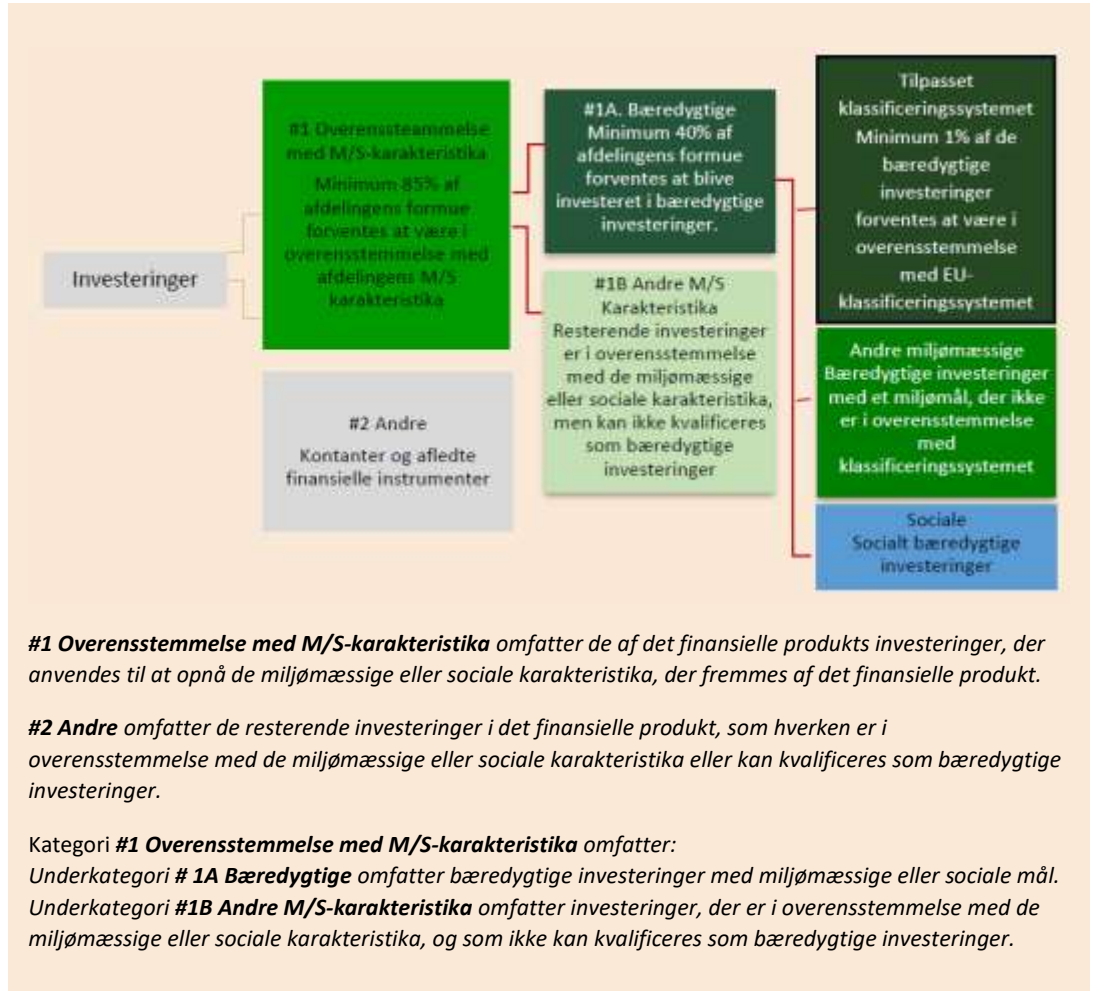 Investeringer
#1 Overenssteammelse
med M/S-karakteristika
Minimum 85% af
afdelingens formue
forventes at være i
overensstemmelse med
afdelingens M/S
karakteristika
#2 Andre
Kontanter og afledte
finansielle instrumenter
#1A. Bæredygtige
Minimum 40% af
afdelingens formue
forventes at blive
investeret i bæredygtige
investeringer.
#1B Andre M/S
Karakteristika
Resterende investeringer
er i overensstemmelse
med de miljømæssige
eller sociale karakteristika,
men kan ikke kvalificeres
som bæredygtige
investeringer
Tilpasset
klassificeringssystemet
Minimum 1% af de
bæredygtige
investeringer
forventes at være i
overensstemmelse
med EU-
klassificeringssystemet
Andre miljømæssige
Bæredygtige investeringer
med et miljømål, der ikke
er i overensstemmelse
med
klassificeringssystemet
Sociale
Socialt bæredygtige
investeringer
#1 Overensstemmelse med M/S-karakteristika omfatter de af det finansielle produkts investeringer, der
anvendes til at opnå de miljømæssige eller sociale karakteristika, der fremmes af det finansielle produkt.
#2 Andre omfatter de resterende investeringer i det finansielle produkt, som hverken er i
overensstemmelse med de miljømæssige eller sociale karakteristika eller kan kvalificeres som bæredygtige
investeringer.
Kategori #1 Overensstemmelse med M/S-karakteristika omfatter:
Underkategori # 1A Bæredygtige omfatter bæredygtige investeringer med miljømæssige eller sociale mål.
Underkategori #1B Andre M/S-karakteristika omfatter investeringer, der er i overensstemmelse med de
miljømæssige eller sociale karakteristika, og som ikke kan kvalificeres som bæredygtige investeringer.